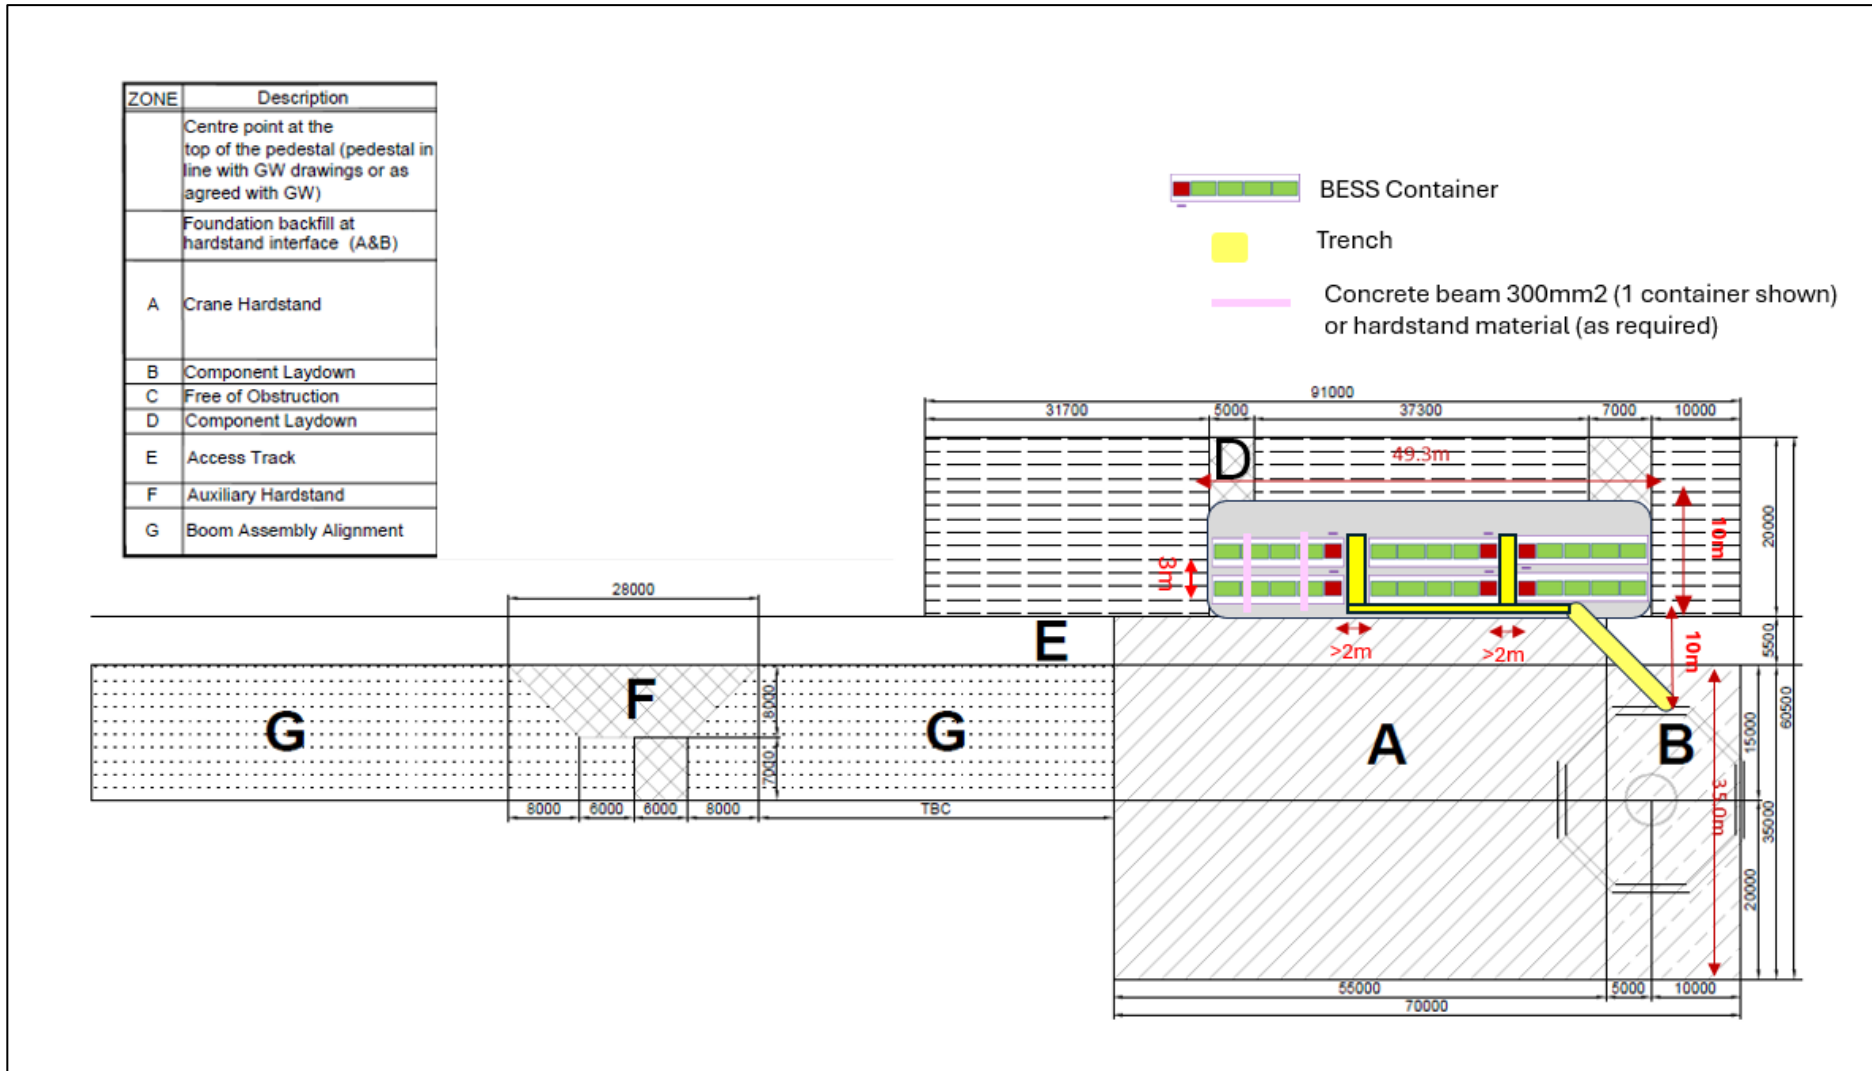 ZONE Description
Centre point at the
top of the pedestal (pedestal in
line with GW drawings or as
agreed with GW)
Foundation backfill at
hardstand interface (A&B)
A Crane Hardstand
B Component Laydown
C Free of Obstruction
D Component Laydown
E Access Track
F Auxiliary Hardstand
G Boom Assembly Alignment
BESS Container
Trench
Concrete beam 300mm2 (1 container shown)
or hardstand material (as required)
91000
31700 5000 37300 7000 10000
D
49.3m
10m
20000
3m
28000
E
>2m
>2m
10m
5500
G
F
8000
G
A
B
15000
60500
7000
35.0m
35000
8000 6000 6000 8000 TBC
20000
55000 5000 10000
70000